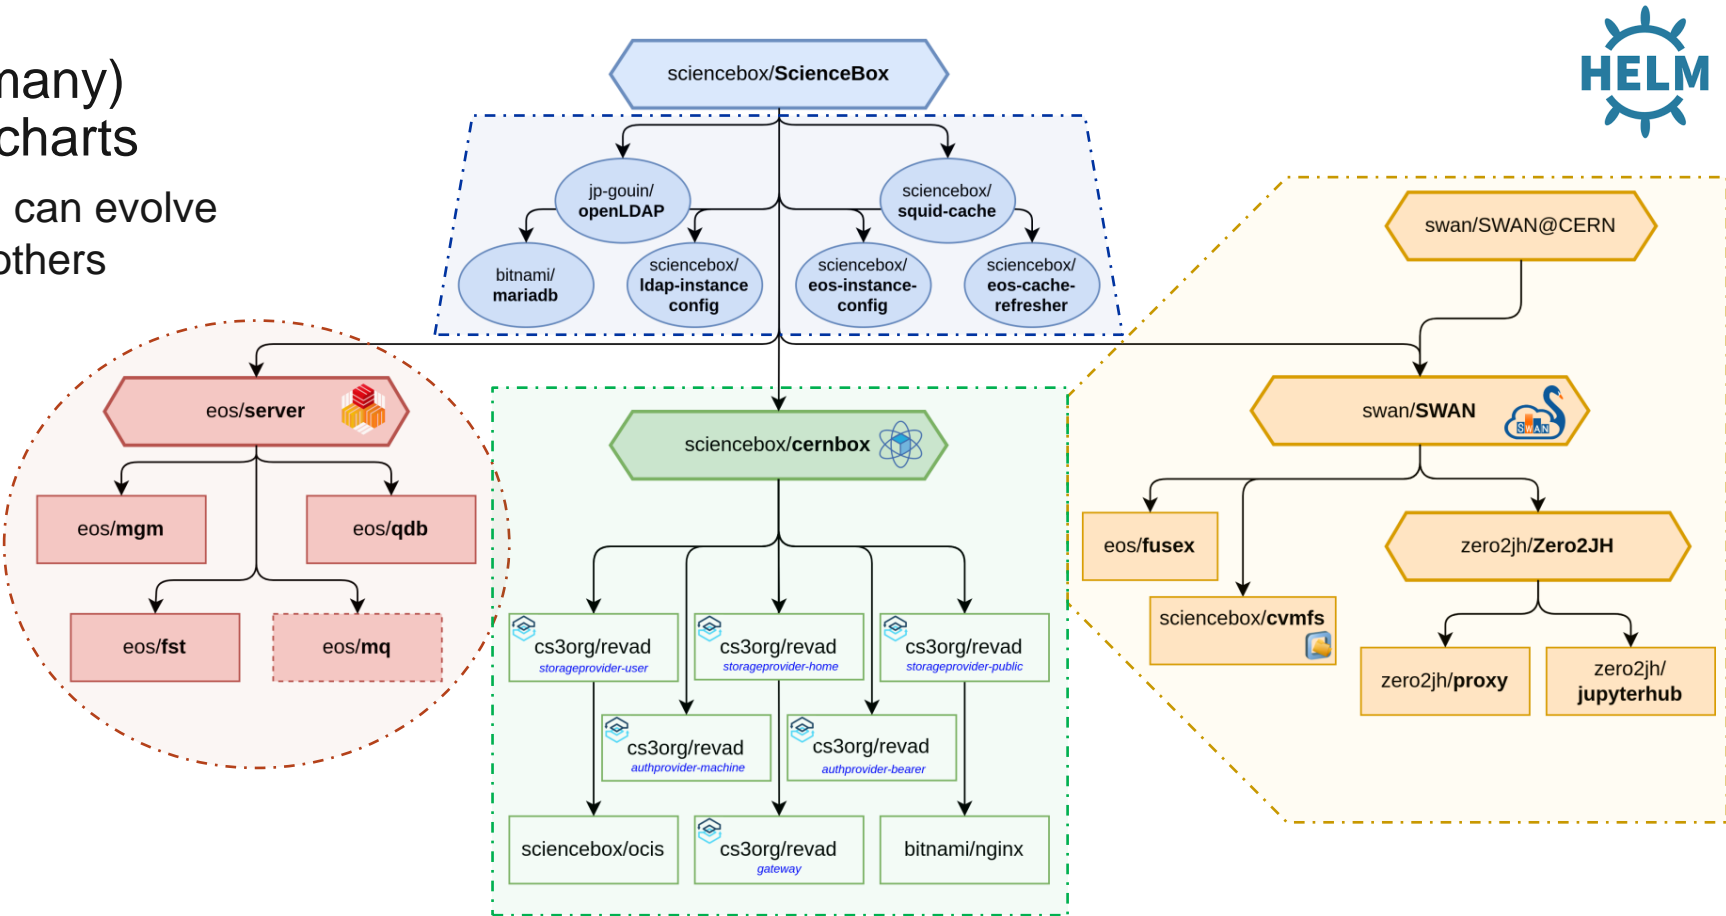 many)
charts
can evolve
others
HELM
sciencebox/ScienceBox
jp-gouin/
openLDAP
sciencebox/
squid-cache
bitnami/
mariadb
sciencebox/
ldap-instance
config
sciencebox/
eos-instance-
config
sciencebox/
eos-cache-
refresher
swan/SWAN@CERN
eos/server
sciencebox/cernbox
swan/SWAN
SWAN
eos/mgm
eos/qdb
eos/fst
eos/mq
cs3org/revad
storageprovider-user
cs3org/revad
storageprovider-home
cs3org/revad
storageprovider-public
cs3org/revad
authprovider-machine
cs3org/revad
authprovider-bearer
sciencebox/ocis
cs3org/revad
gateway
bitnami/nginx
eos/fusex
zero2jh/Zero2JH
sciencebox/cvmfs
zero2jh/proxy
zero2jh/
jupyterhub